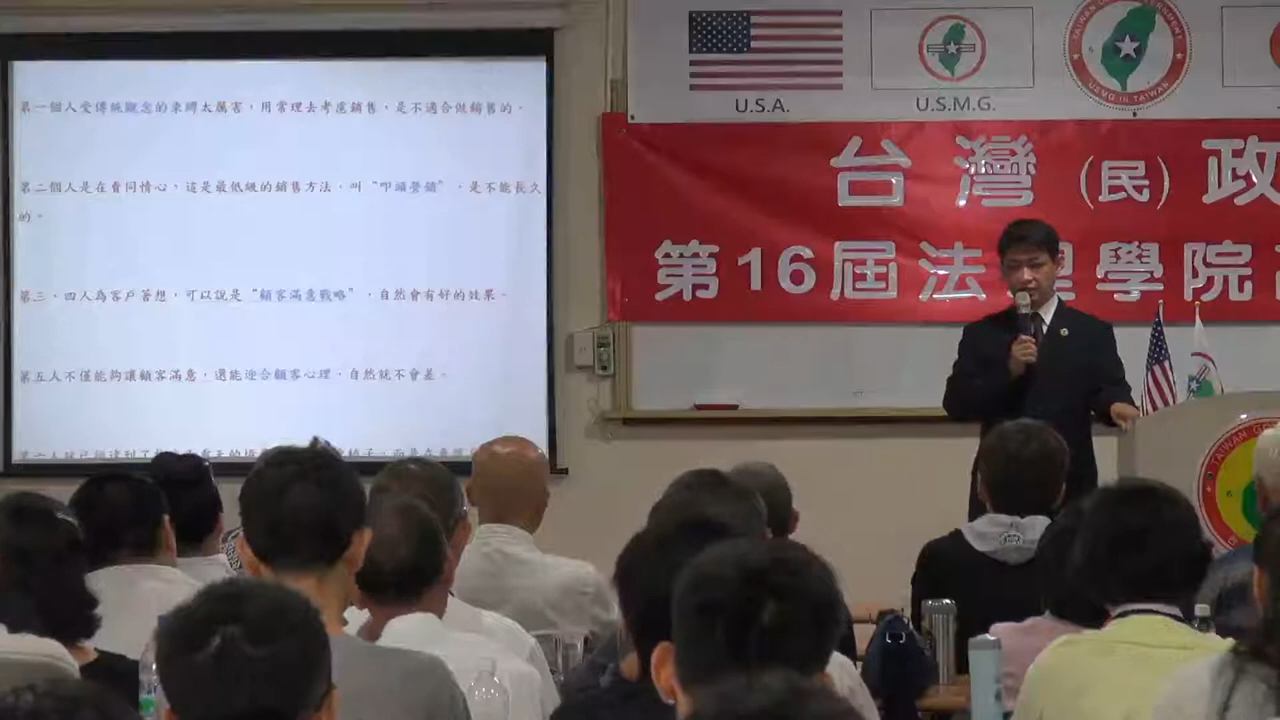 第一個人受傳統觀念的束縛太厲害，用常理去考慮銷售，是不適合做銷售的。
第二個人是在賣同情心，這是最低級的銷售方法，叫“叩頭營銷”，是不能長久
的。
第三、四人為客戶著想，可以說是“顧客滿意戰略”，自然會有好的效果。
第五人不僅能夠讓顧客滿意，還能迎合顧客心理，自然就不會差。
U.S.A.
U.S.M.G.
USMG IN TAIWAN
台灣(民)政
第16屆法理學院
TAIWAN